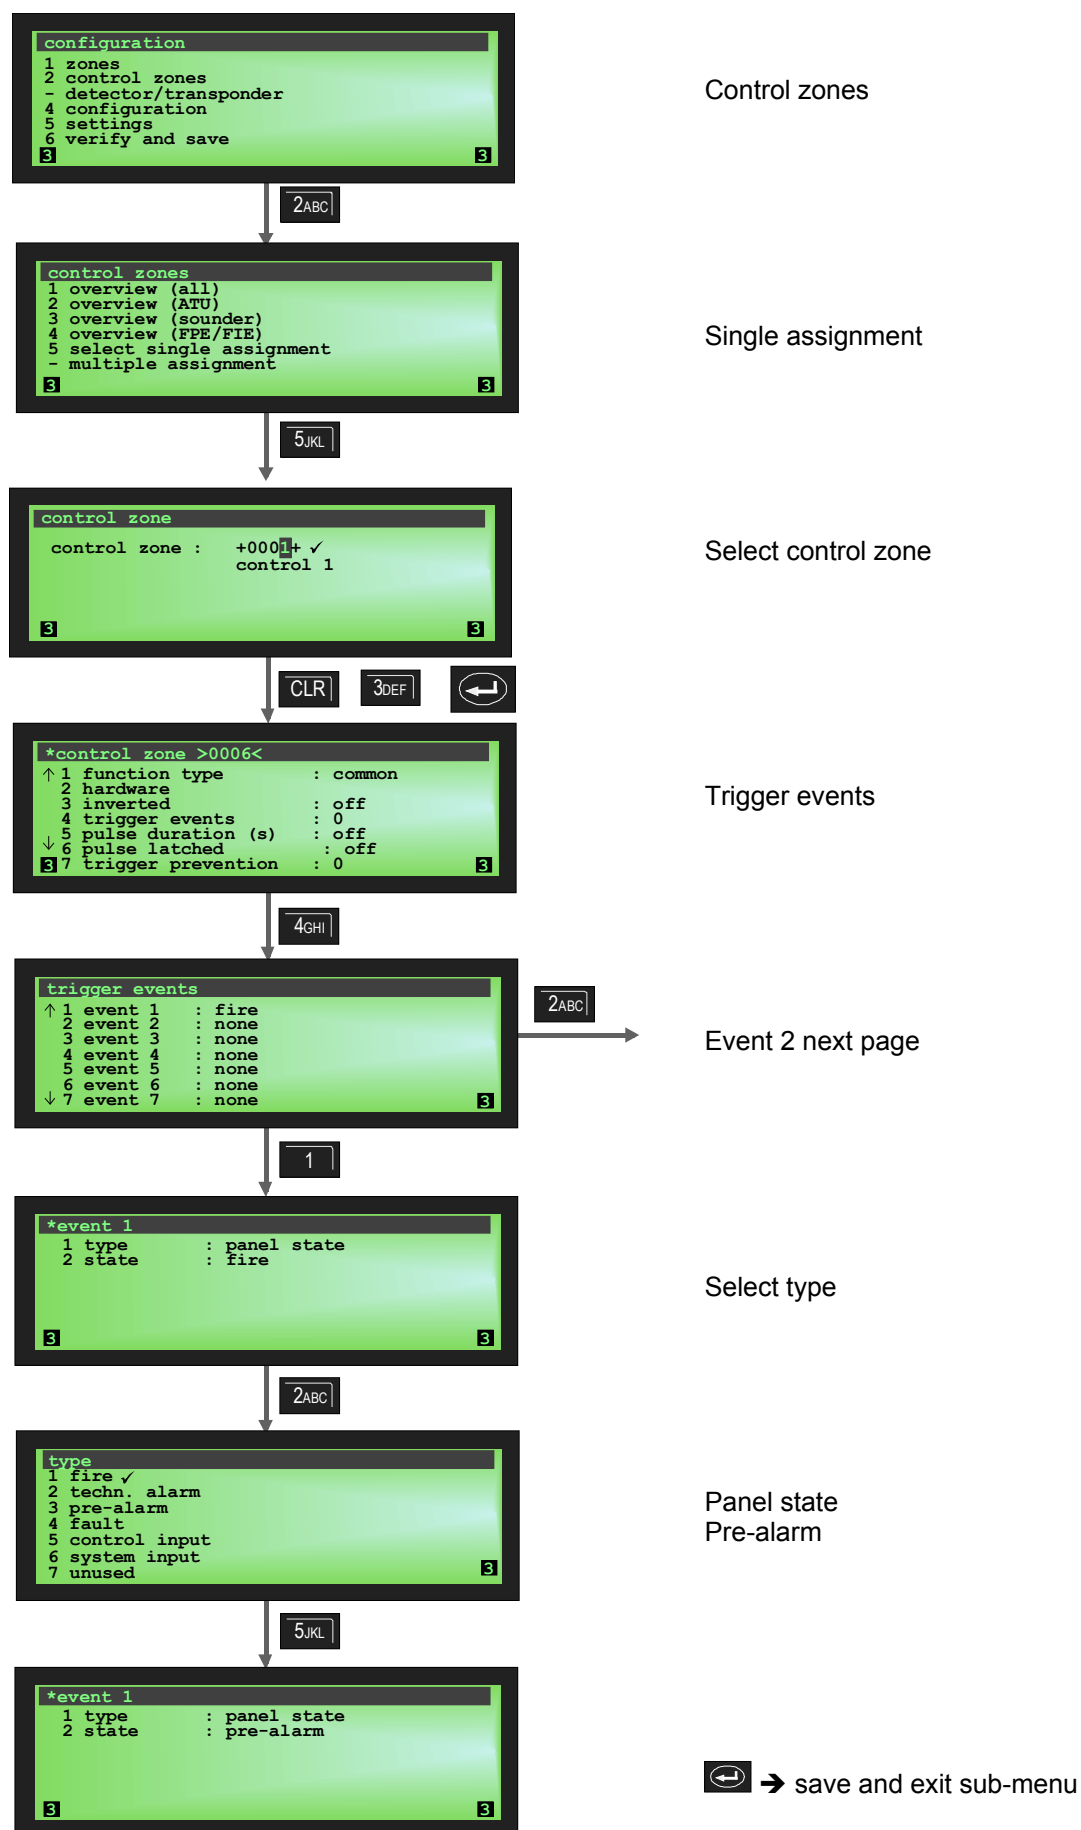 configuration
1 zones
2 control zones
- detector/transponder
4 configuration
5 settings
6 verify and save
3 3
Control zones
2ABC
control zones
1 overview (all)
2 overview (ATU)
3 overview (sounder)
4 overview (FPE/FIE)
5 select single assignment
- multiple assignment
3 3
Single assignment
5JKL
control zone
control zone : +0001+ ✓
control 1
3 3
Select control zone
CLR 3DEF
*control zone >0006<
↑ 1 function type : common
2 hardware
3 inverted : off
4 trigger events : 0
5 pulse duration (s) : off
↓ 6 pulse latched : off
3 7 trigger prevention : 0 3
Trigger events
4GHI
trigger events
↑ 1 event 1 : fire
2 event 2 : none
3 event 3 : none
4 event 4 : none
5 event 5 : none
6 event 6 : none
↓ 7 event 7 : none 3
2ABC
Event 2 next page
1
*event 1
1 type : panel state
2 state : fire
3 3
Select type
2ABC
type
1 fire ✓
2 techn. alarm
3 pre-alarm
4 fault
5 control input
6 system input
7 unused 3
Panel state
Pre-alarm
5JKL
*event 1
1 type : panel state
2 state : pre-alarm
3 3
➔ save and exit sub-menu